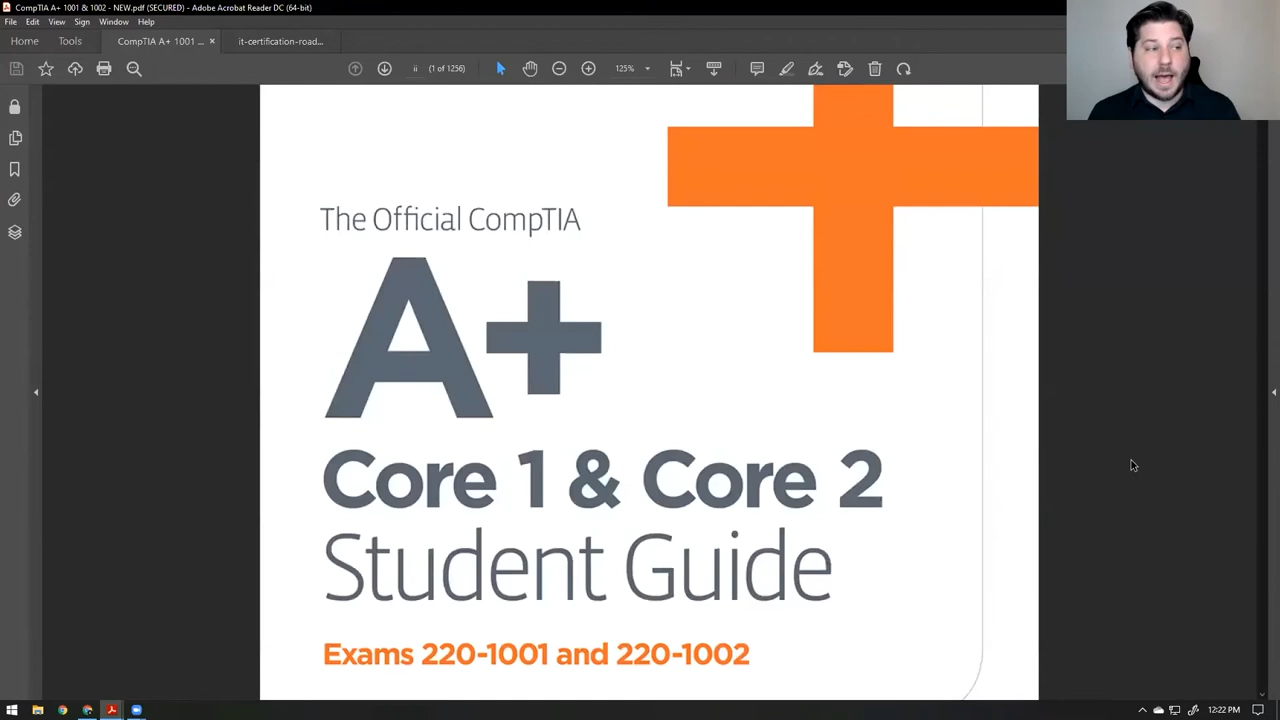 CompTIA A+ 1001 & 1002 - NEW.pdf (SECURED) - Adobe Acrobat Reader DC (64-bit)
File Edit View Sign Window Help
Home Tools CompTIA A+ 1001 ... × it-certification-road...
ii (1 of 1256) 125%
The Official CompTIA
A+
Core 1 & Core 2
Student Guide
Exams 220-1001 and 220-1002
12:22 PM